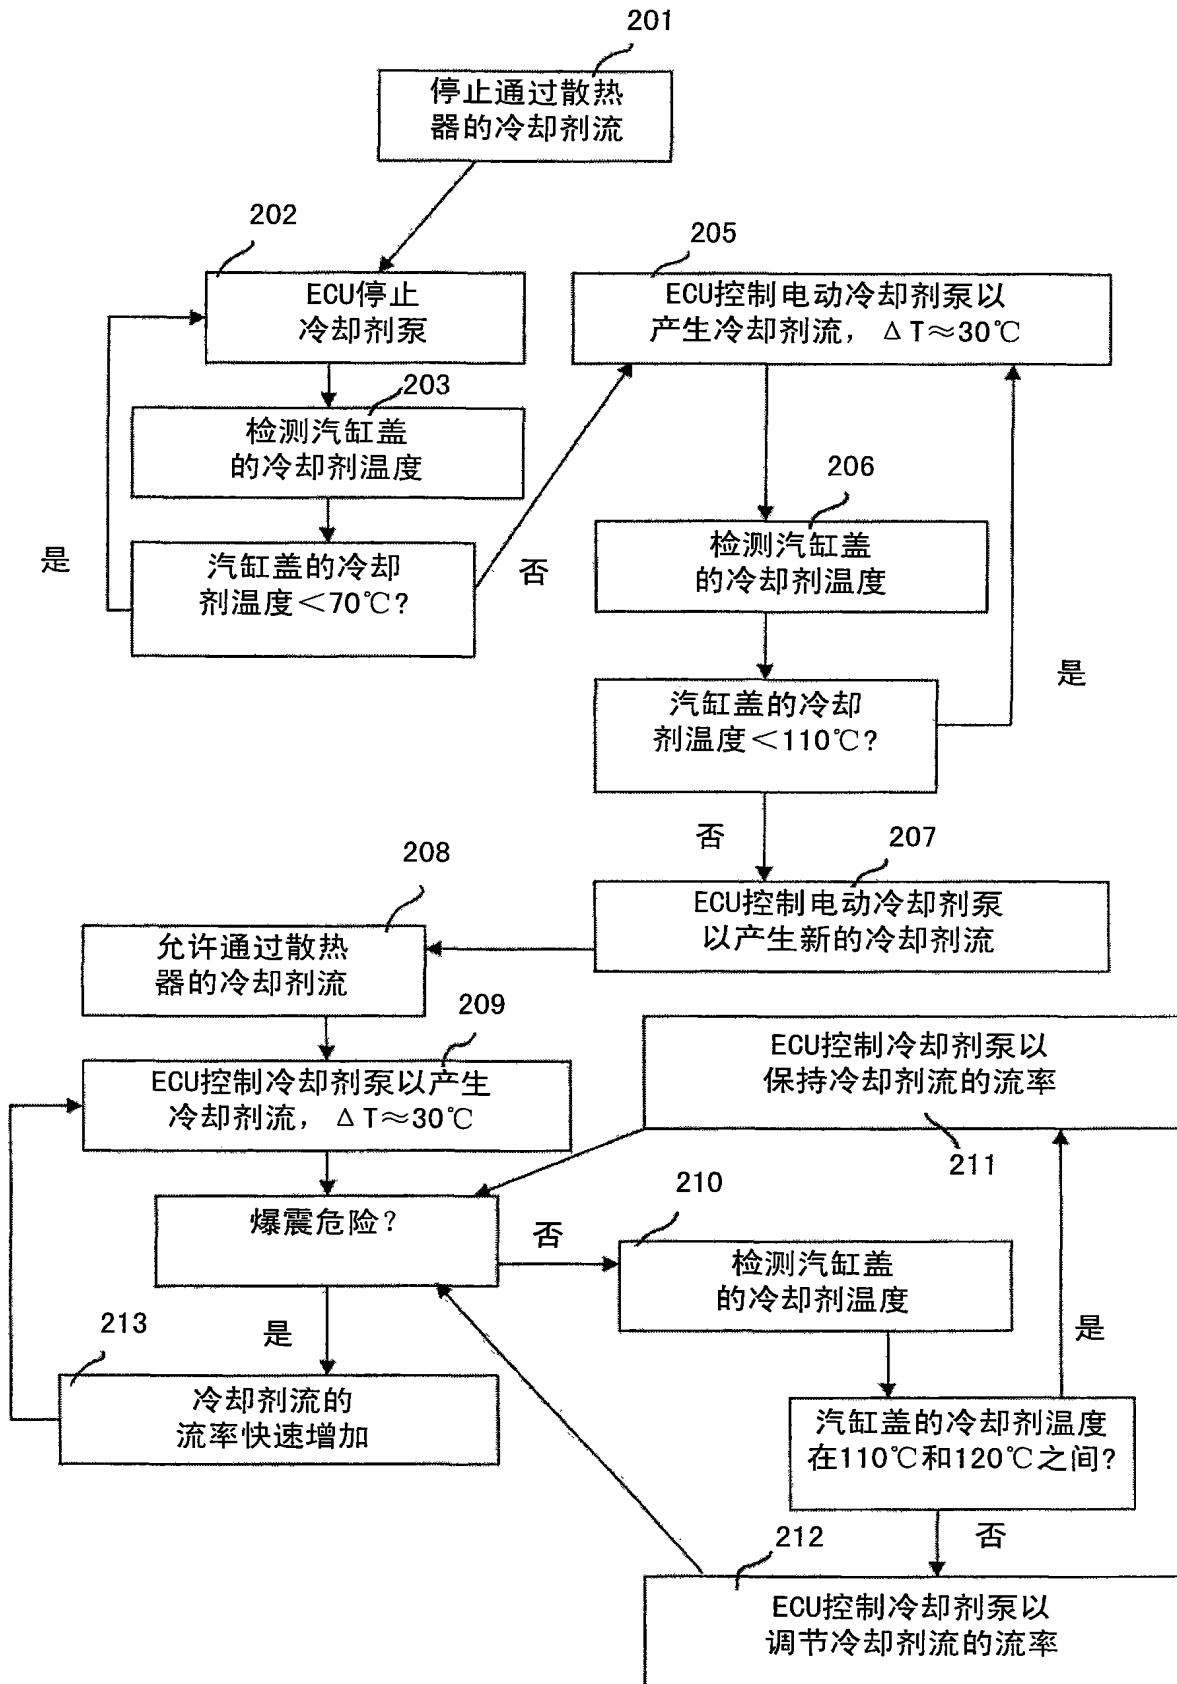 201
停止通过散热
器的冷却剂流
202
ECU停止
冷却剂泵
203
检测汽缸盖
的冷却剂温度
是
汽缸盖的冷却
剂温度＜70℃?
否
205
ECU控制电动冷却剂泵以
产生冷却剂流，ΔT≈30℃
206
检测汽缸盖
的冷却剂温度
是
汽缸盖的冷却
剂温度＜110℃?
否
207
ECU控制电动冷却剂泵
以产生新的冷却剂流
208
允许通过散热
器的冷却剂流
209
ECU控制冷却剂泵以产生
冷却剂流，ΔT≈30℃
ECU控制冷却剂泵以
保持冷却剂流的流率
211
爆震危险?
否
210
检测汽缸盖
的冷却剂温度
是
213
冷却剂流的
流率快速增加
是
汽缸盖的冷却剂温度
在110℃和120℃之间?
否
212
ECU控制冷却剂泵以
调节冷却剂流的流率